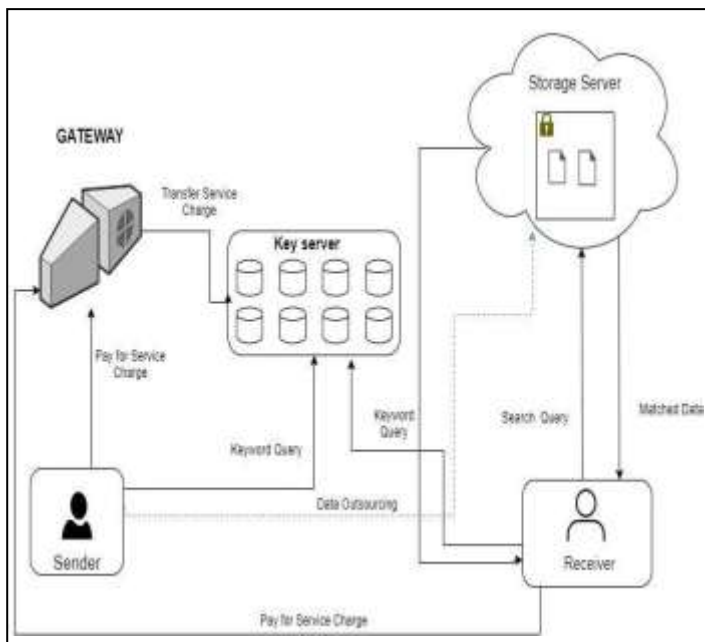 Storage Server
GATEWAY
Transfer Service
Charge
Key server
Pay for Service
Charge
Keyword
Query
Search Query
Matched Data
Keyword Query
Data Outsourcing
Sender
Receiver
Pay for Service Charge